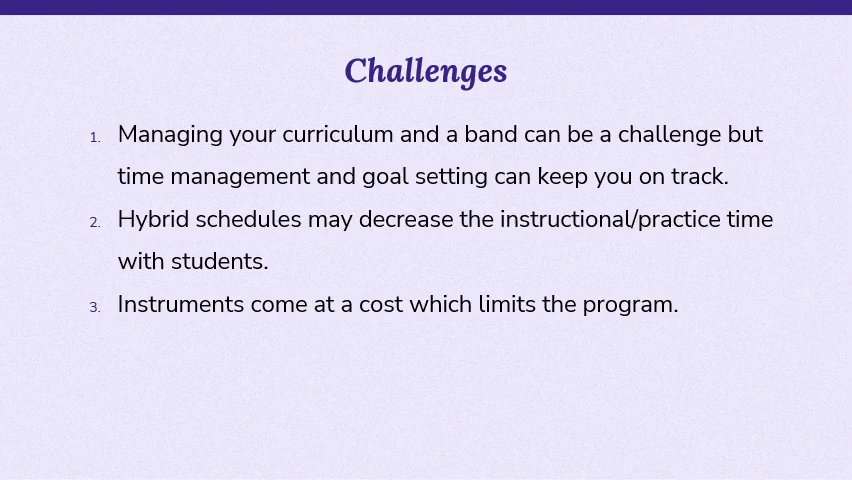 Challenges
1. Managing your curriculum and a band can be a challenge but
time management and goal setting can keep you on track.
2. Hybrid schedules may decrease the instructional/practice time
with students.
3. Instruments come at a cost which limits the program.